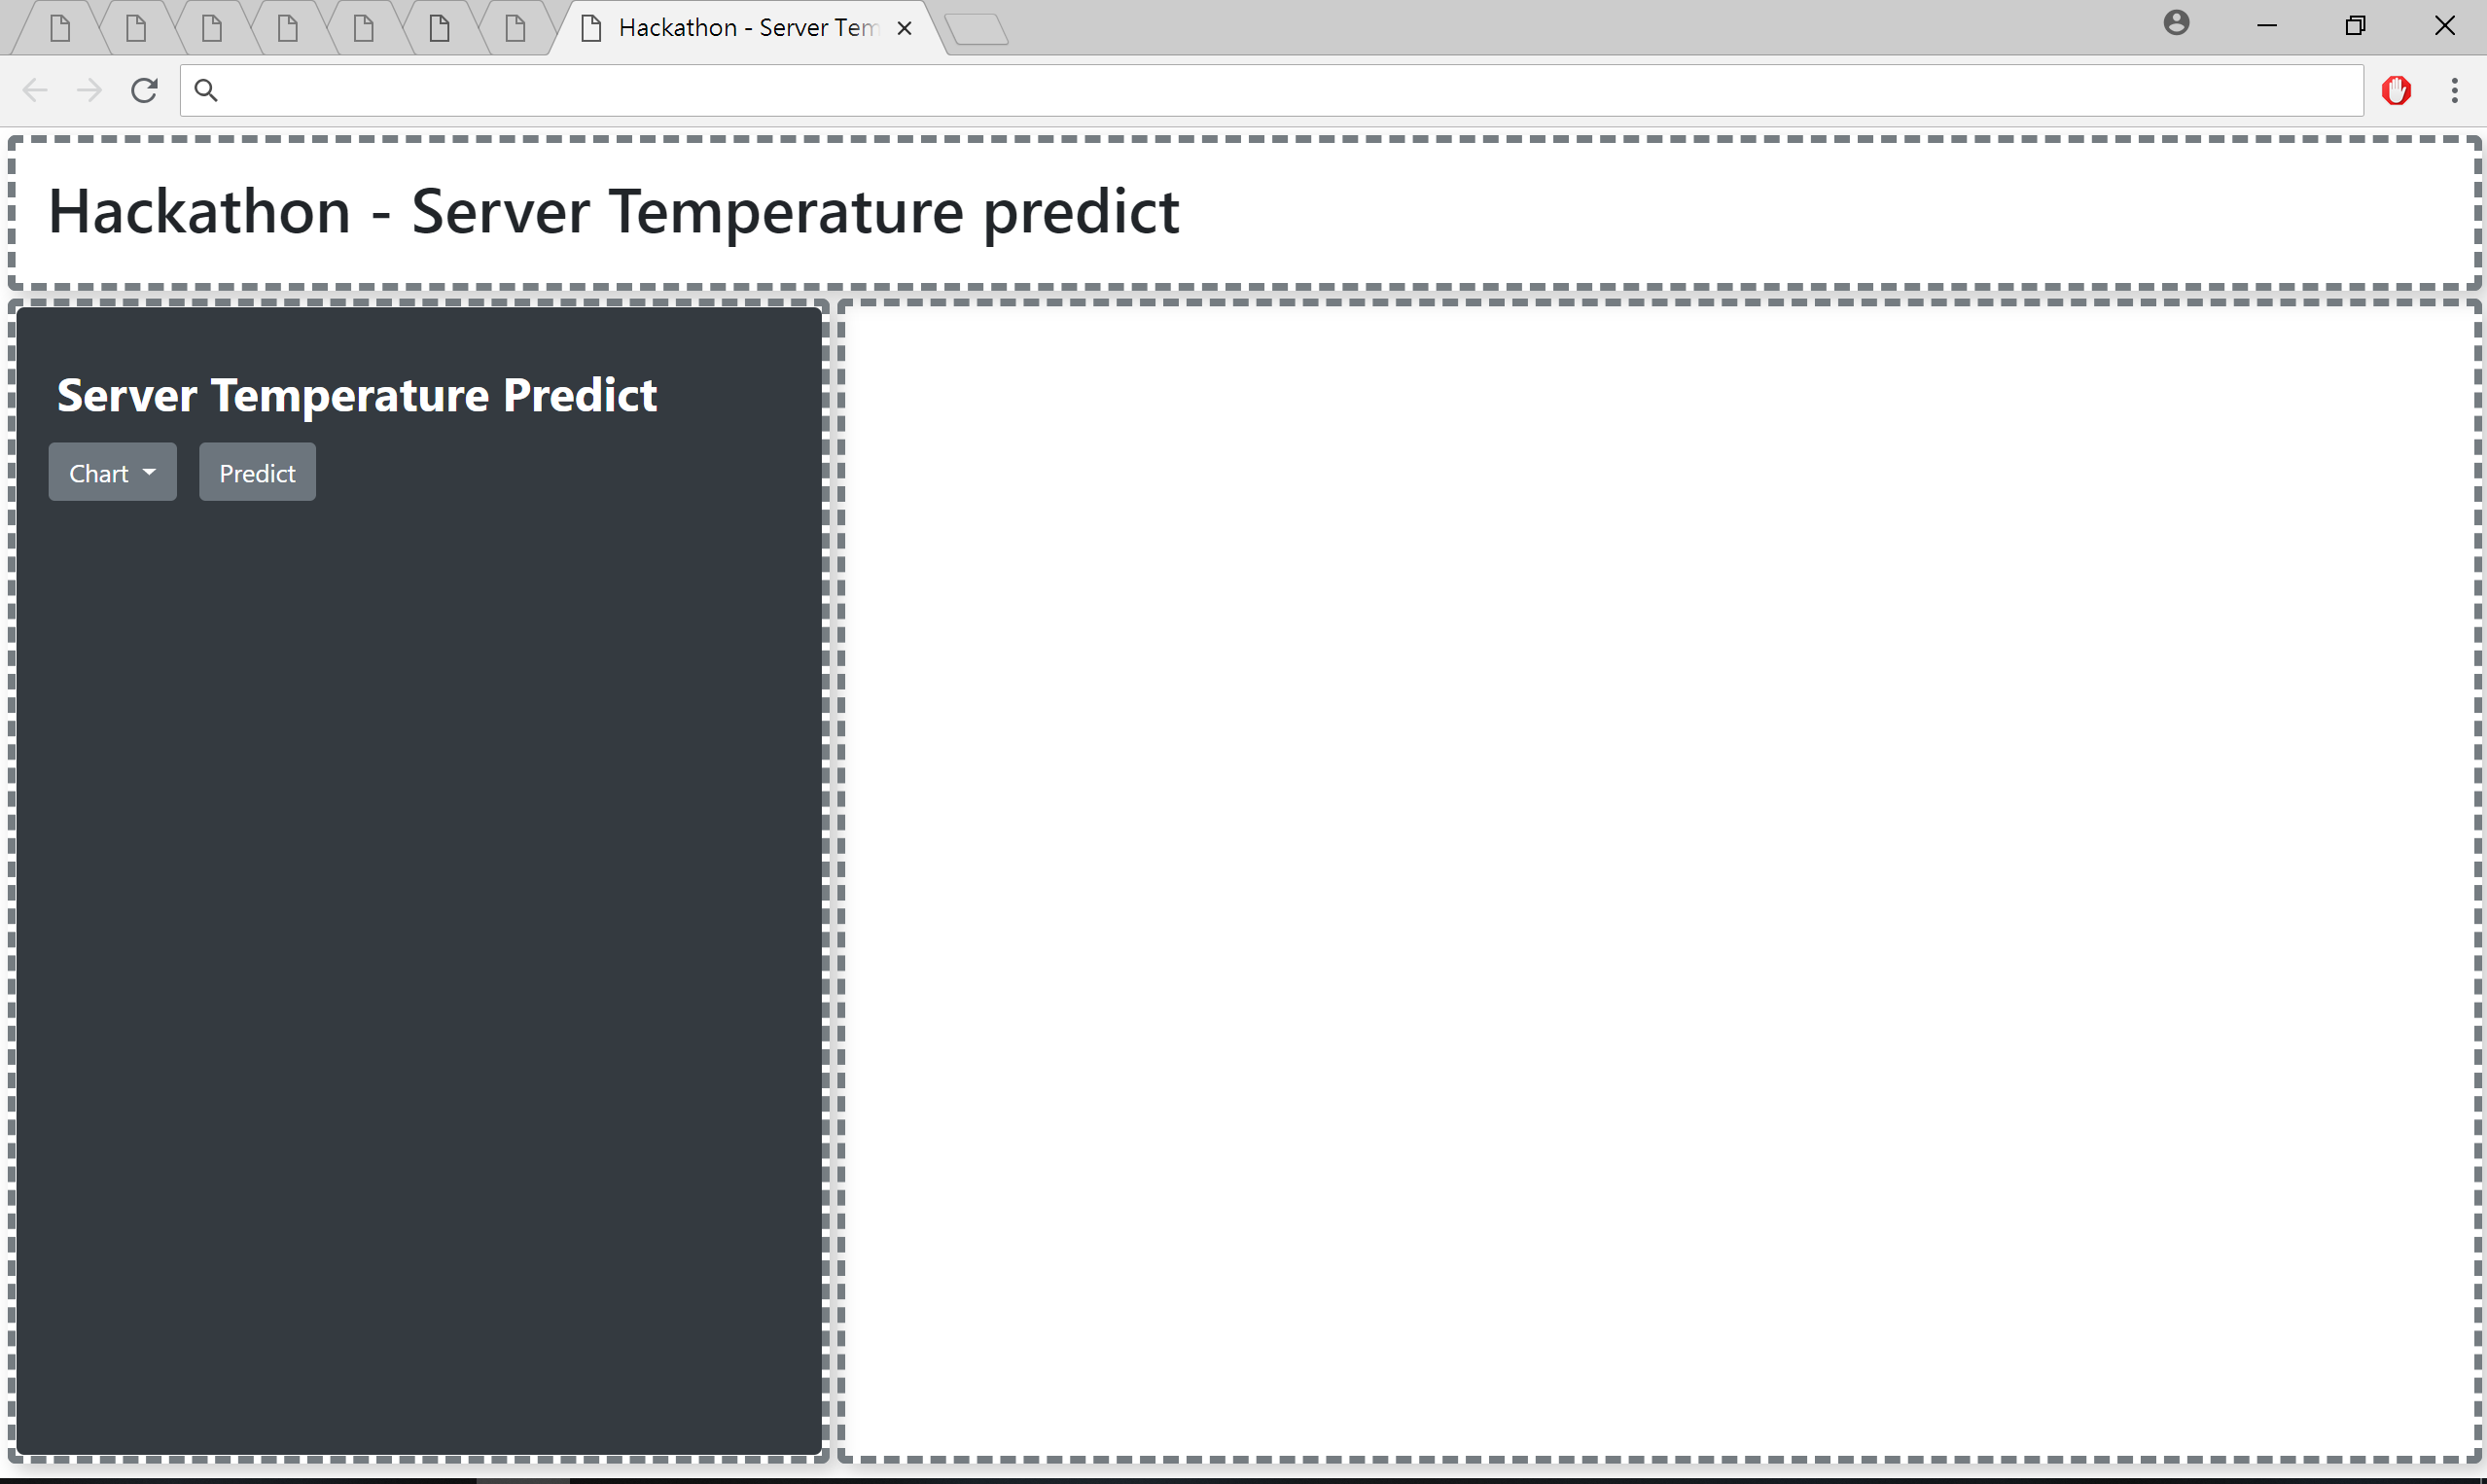 Hackathon - Server Tem
Hackathon - Server Temperature predict
Server Temperature Predict
Chart Predict